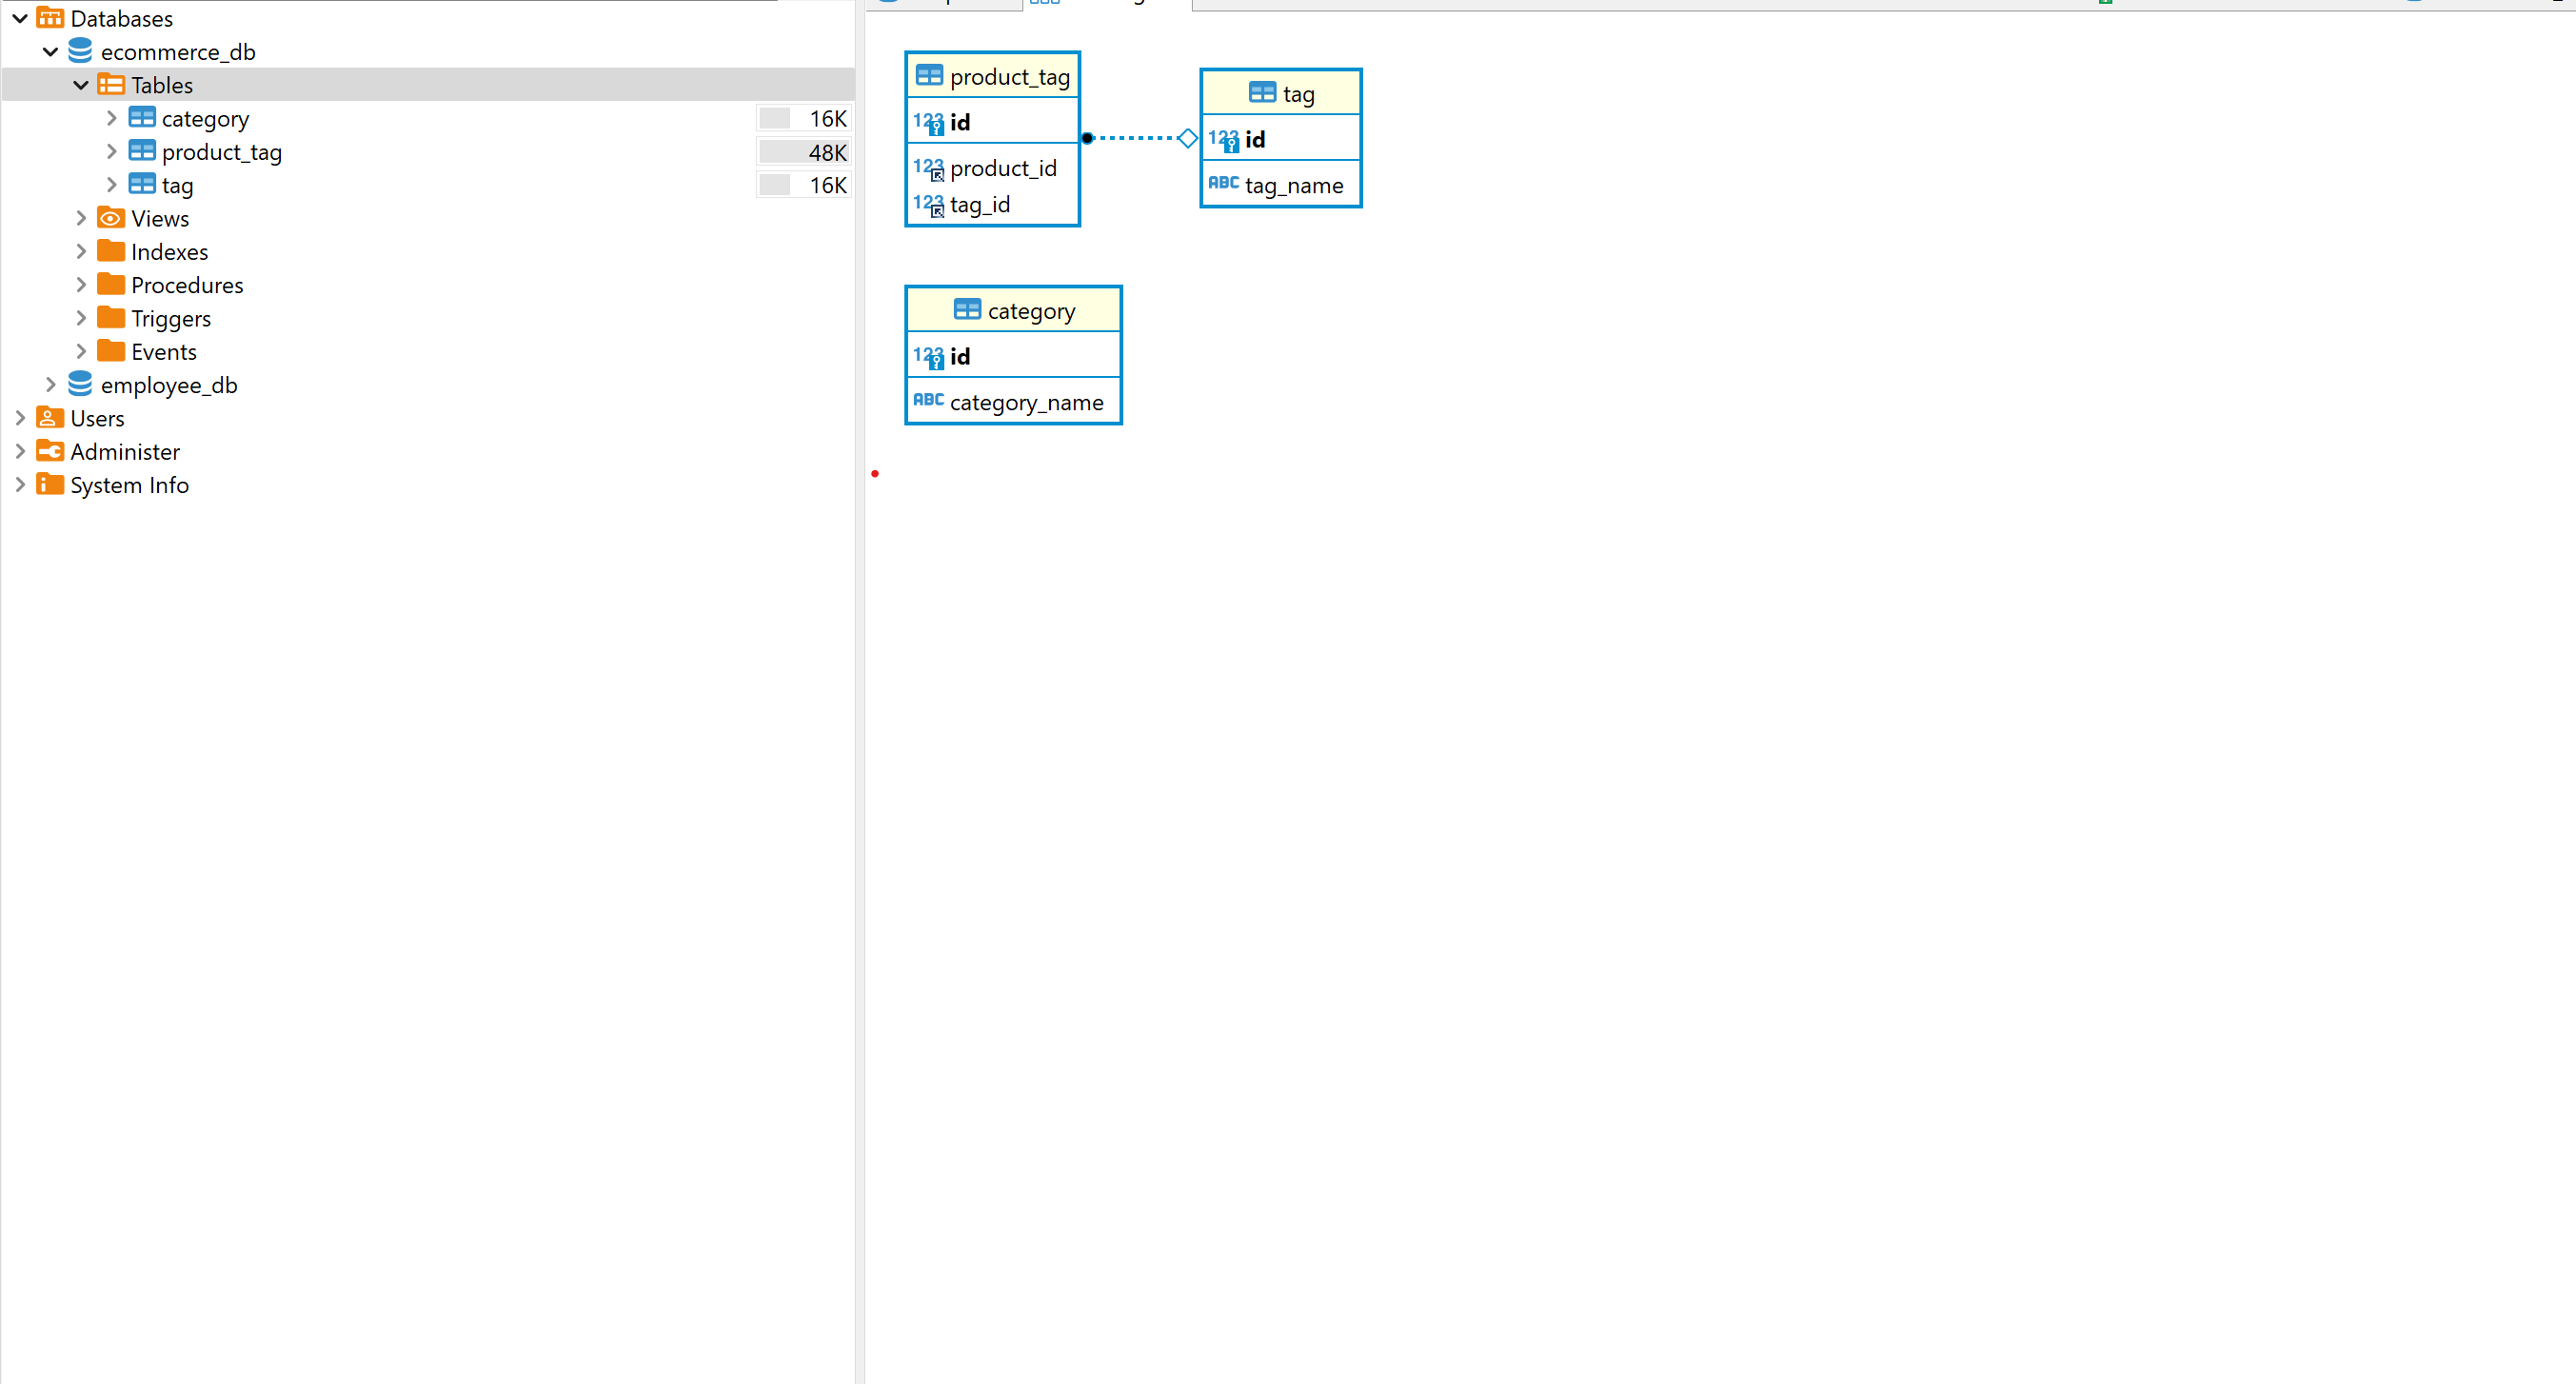 Databases
ecommerce_db
Tables
category 16K
product_tag 48K
tag 16K
Views
Indexes
Procedures
Triggers
Events
employee_db
Users
Administer
System Info
product_tag
123 id
123 product_id
123 tag_id
tag
123 id
ABC tag_name
category
123 id
ABC category_name